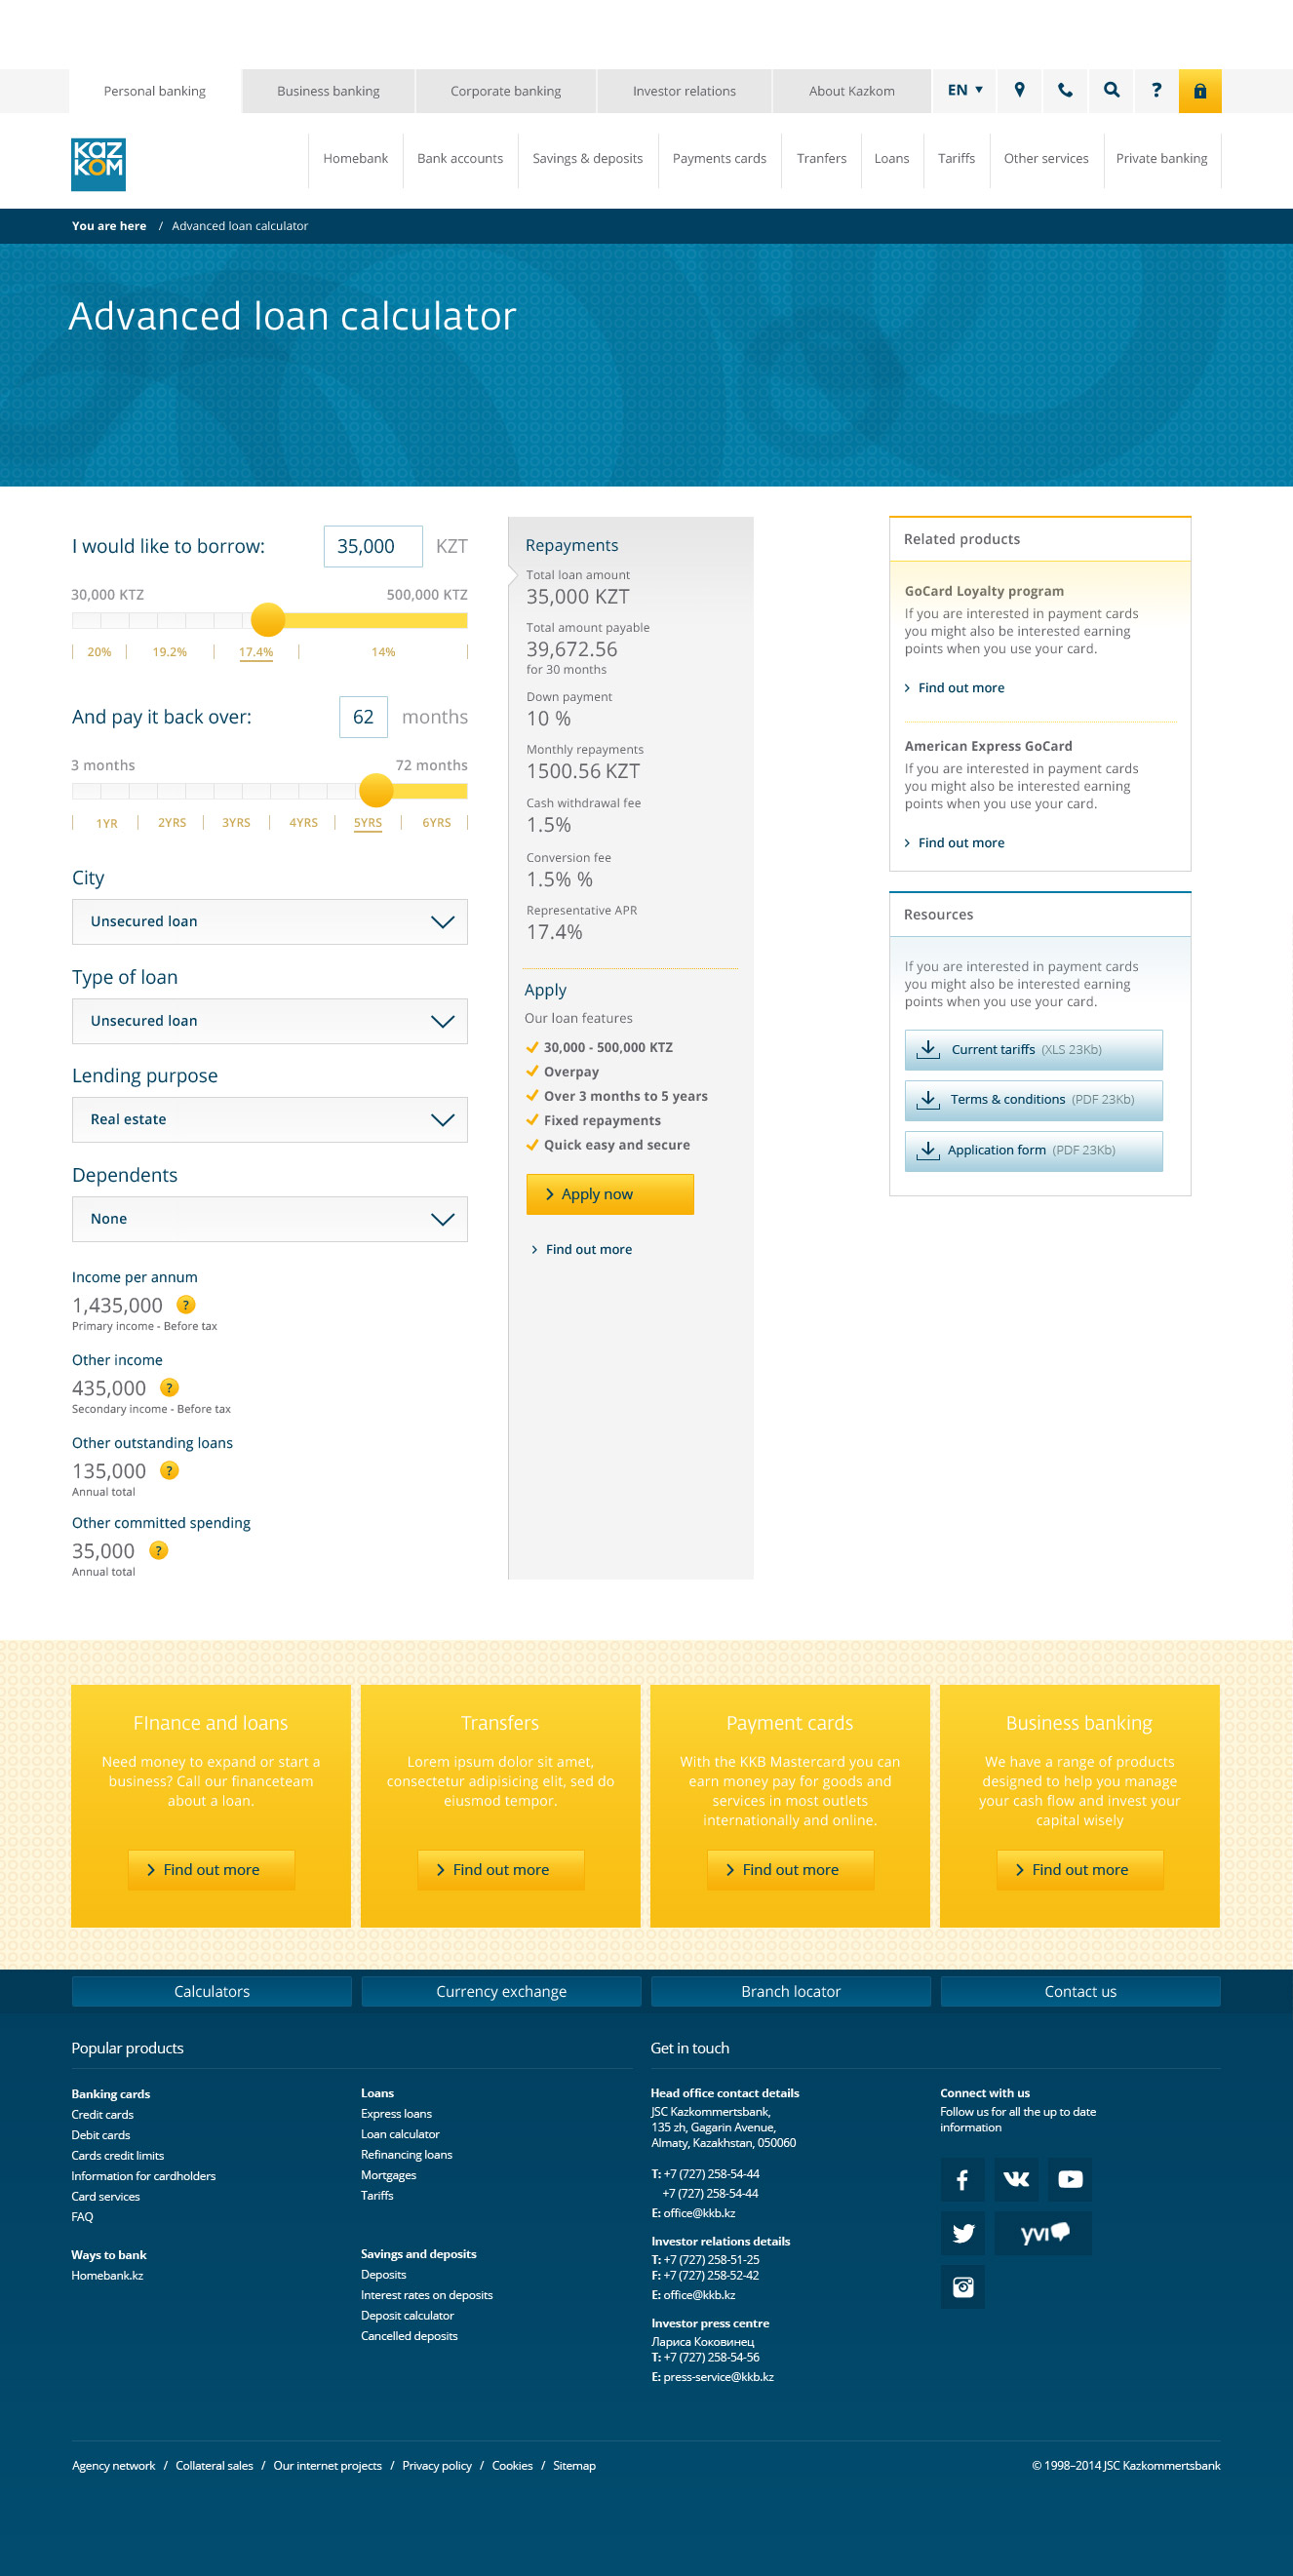 Personal banking
Business banking
Corporate banking
Investor relations
About Kazkom
EN
?
KAZ
KOM
Homebank
Bank accounts
Savings & deposits
Payments cards
Tranfers
Loans
Tariffs
Other services
Private banking
You are here / Advanced loan calculator
Advanced loan calculator
I would like to borrow: 35,000 KZT
30,000 KTZ 500,000 KTZ
20% 19.2% 17.4% 14%
And pay it back over: 62 months
3 months 72 months
1YR 2YRS 3YRS 4YRS 5YRS 6YRS
City
Unsecured loan
Type of loan
Unsecured loan
Lending purpose
Real estate
Dependents
None
Income per annum
1,435,000 ?
Primary income - Before tax
Other income
435,000 ?
Secondary income - Before tax
Other outstanding loans
135,000 ?
Annual total
Other committed spending
35,000 ?
Annual total
Repayments
Total loan amount
35,000 KZT
Total amount payable
39,672.56
for 30 months
Down payment
10 %
Monthly repayments
1500.56 KZT
Cash withdrawal fee
1.5%
Conversion fee
1.5% %
Representative APR
17.4%
Apply
Our loan features
30,000 - 500,000 KTZ
Overpay
Over 3 months to 5 years
Fixed repayments
Quick easy and secure
Apply now
Find out more
Related products
GoCard Loyalty program
If you are interested in payment cards
you might also be interested earning
points when you use your card.
Find out more
American Express GoCard
If you are interested in payment cards
you might also be interested earning
points when you use your card.
Find out more
Resources
If you are interested in payment cards
you might also be interested earning
points when you use your card.
Current tariffs (XLS 23Kb)
Terms & conditions (PDF 23Kb)
Application form (PDF 23Kb)
FInance and loans
Need money to expand or start a
business? Call our financeteam
about a loan.
Find out more
Transfers
Lorem ipsum dolor sit amet,
consectetur adipisicing elit, sed do
eiusmod tempor.
Find out more
Payment cards
With the KKB Mastercard you can
earn money pay for goods and
services in most outlets
internationally and online.
Find out more
Business banking
We have a range of products
designed to help you manage
your cash flow and invest your
capital wisely
Find out more
Calculators
Currency exchange
Branch locator
Contact us
Popular products
Banking cards
Credit cards
Debit cards
Cards credit limits
Information for cardholders
Card services
FAQ
Ways to bank
Homebank.kz
Loans
Express loans
Loan calculator
Refinancing loans
Mortgages
Tariffs
Savings and deposits
Deposits
Interest rates on deposits
Deposit calculator
Cancelled deposits
Get in touch
Head office contact details
JSC Kazkommertsbank,
135 zh, Gagarin Avenue,
Almaty, Kazakhstan, 050060
T: +7 (727) 258-54-44
+7 (727) 258-54-44
E: office@kkb.kz
Investor relations details
T: +7 (727) 258-51-25
F: +7 (727) 258-52-42
E: office@kkb.kz
Investor press centre
Лариса Коковинец
T: +7 (727) 258-54-56
E: press-service@kkb.kz
Connect with us
Follow us for all the up to date
information
yvi
Agency network / Collateral sales / Our internet projects / Privacy policy / Cookies / Sitemap
© 1998–2014 JSC Kazkommertsbank